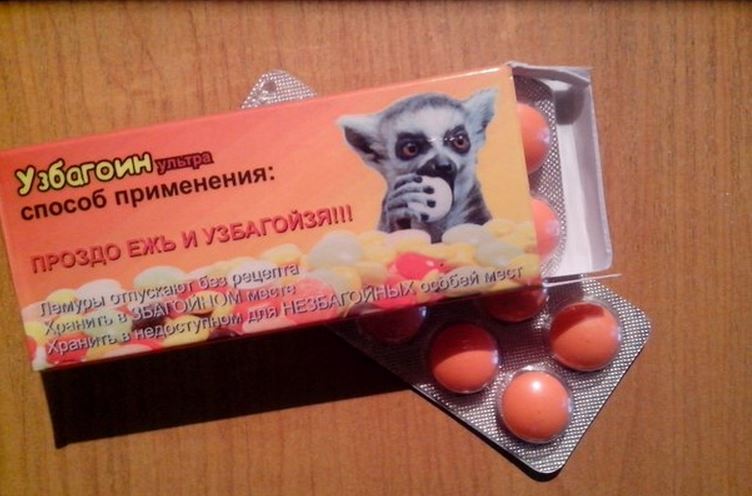 Узбагоин ультра
способ применения:
ПРОЗДО ЕЖЬ И УЗБАГОЙЗЯ!!!
Лемуры отпускают без рецепта
Хранить в ЗБАГОЙНОМ месте
Хранить в недоступном для НЕЗБАГОЙНЫХ особей мест